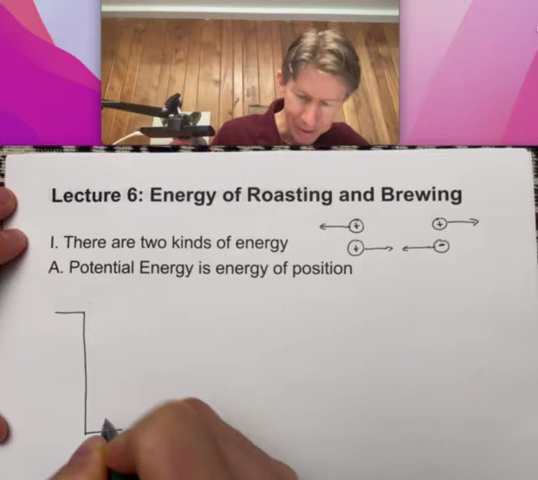 Lecture 6: Energy of Roasting and Brewing
+ +
I. There are two kinds of energy + -
A. Potential Energy is energy of position